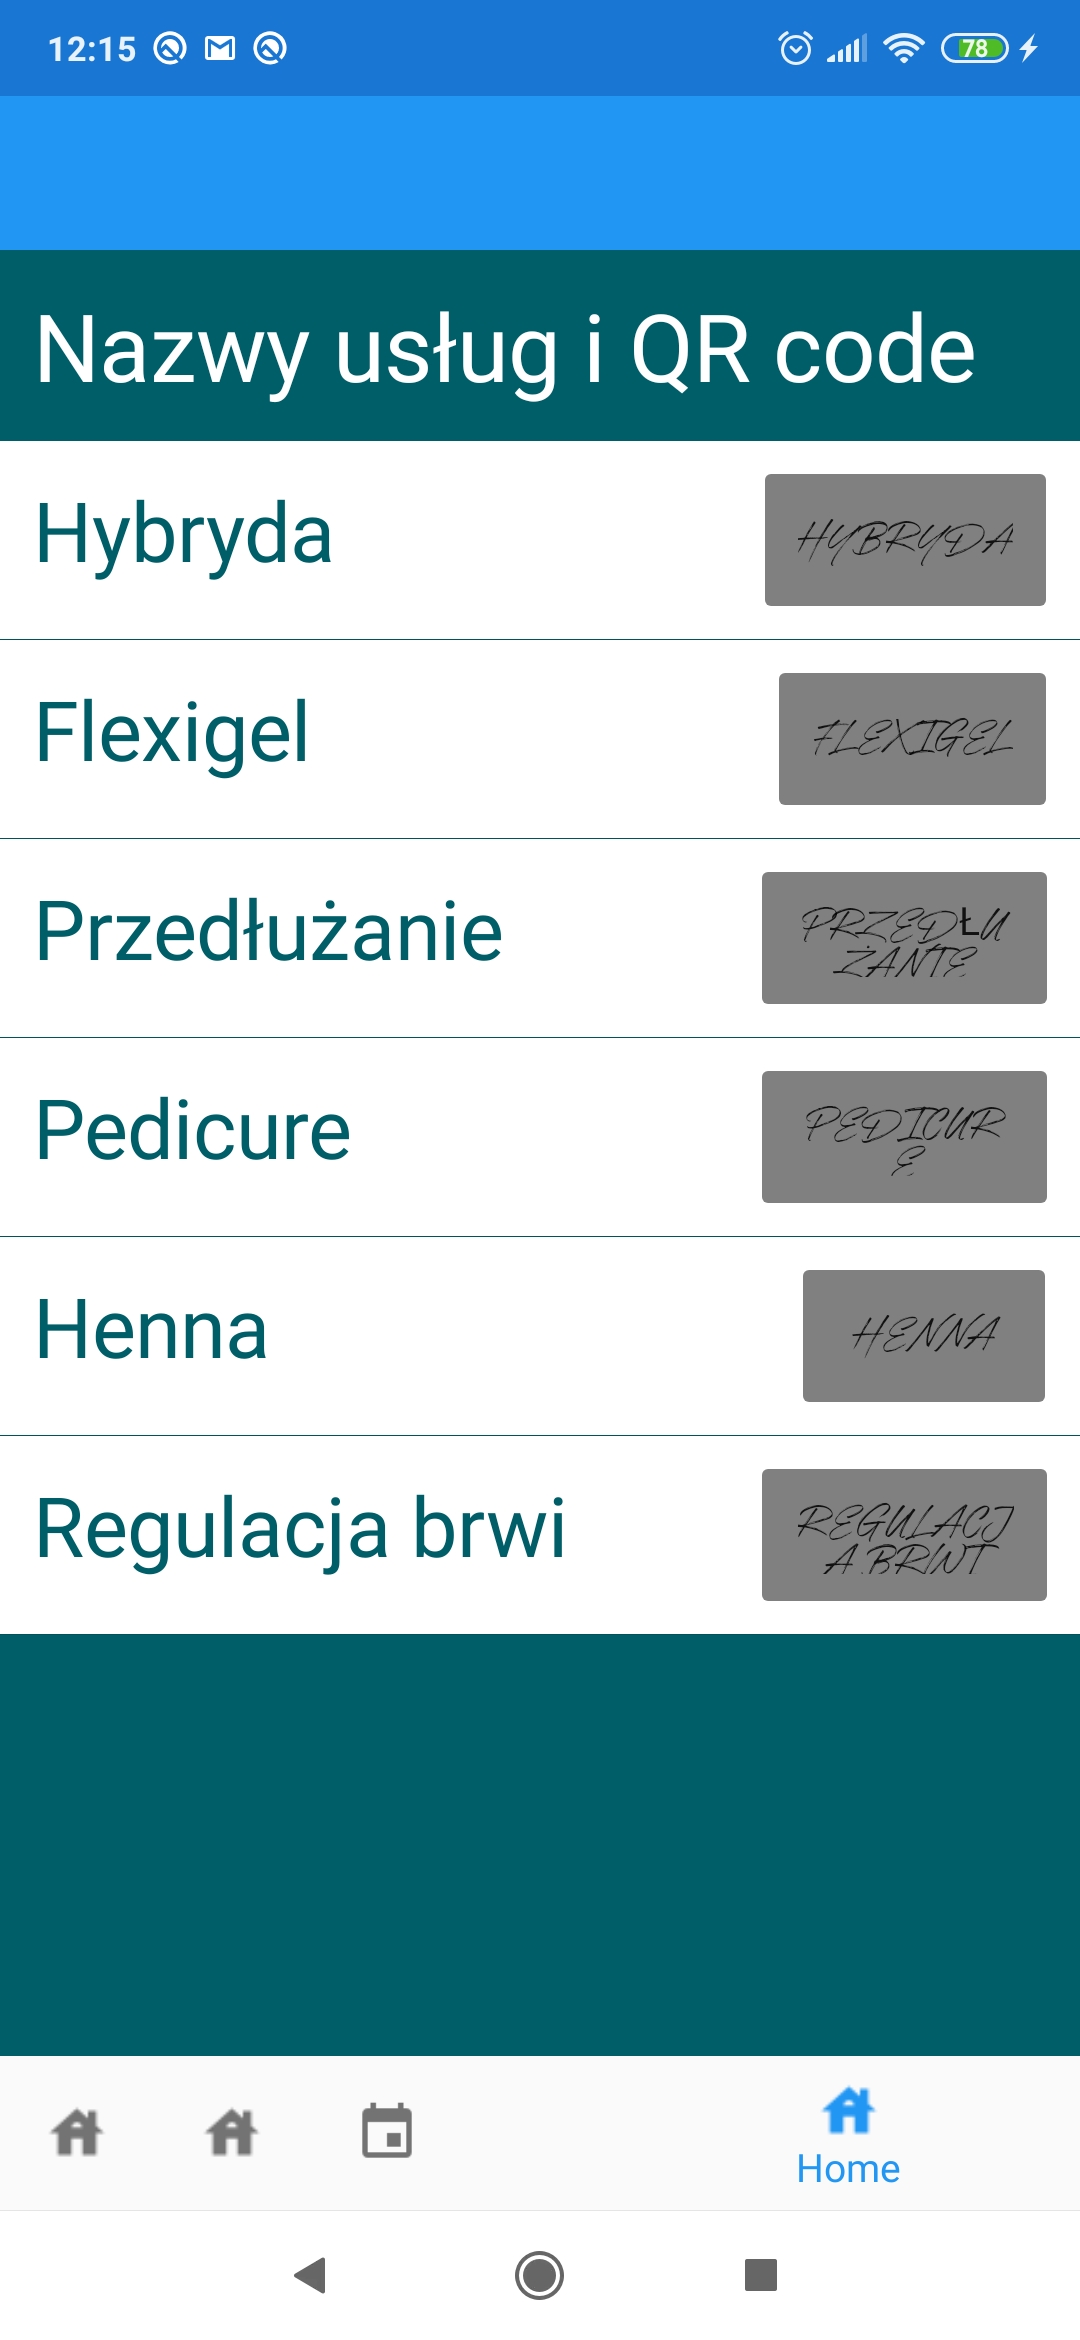 12:15
78
Nazwy usług i QR code
Hybryda
HYBRYDA
Flexigel
FLEXIGEL
Przedłużanie
PRZEDŁU
ŻANIE
Pedicure
PEDICUR
E
Henna
HENNA
Regulacja brwi
REGULACJ
A BRWI
Home